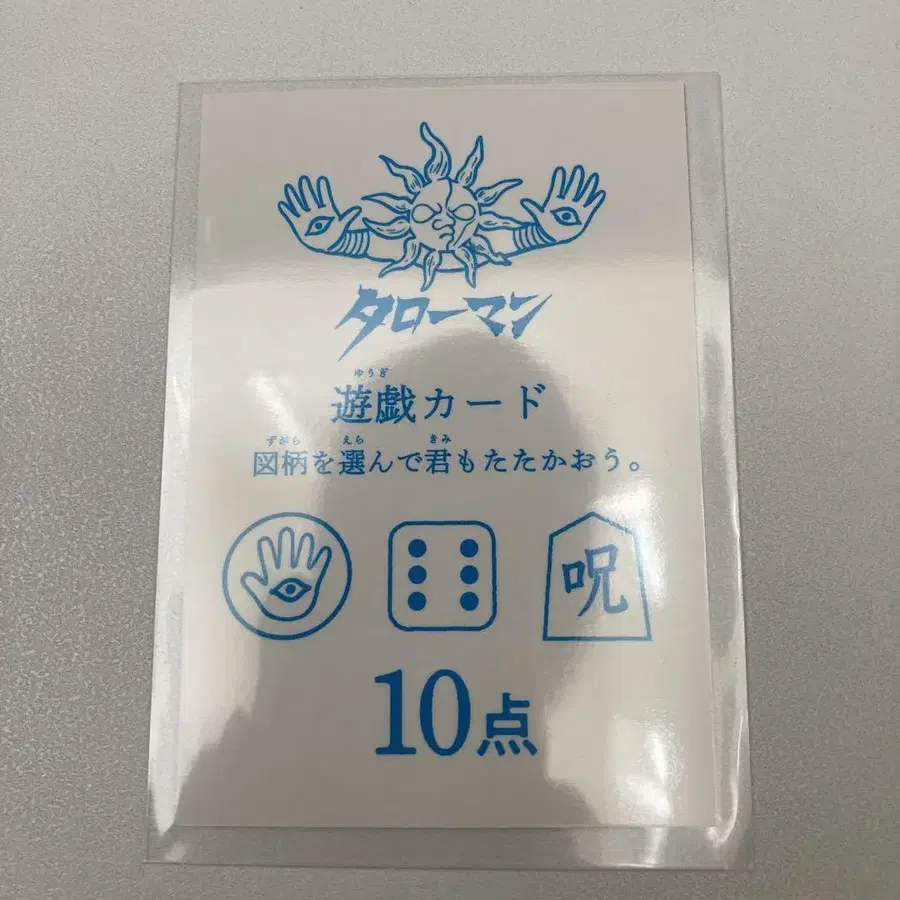 タローマン
ゆうぎ
遊戯カード
ずがら えら きみ
図柄を選んで君もたたかおう。
呪
10点